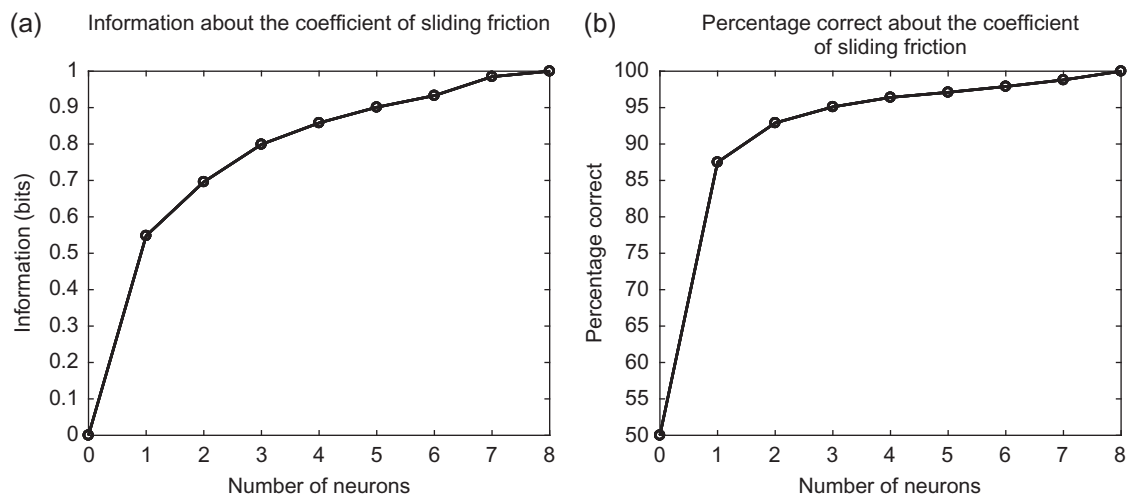 (a) Information about the coefficient of sliding friction
1
0.9
0.8
0.7
0.6
0.5
0.4
0.3
0.2
0.1
0
Information (bits)
0 1 2 3 4 5 6 7 8
Number of neurons
(b) Percentage correct about the coefficient
of sliding friction
100
95
90
85
80
75
70
65
60
55
50
Percentage correct
0 1 2 3 4 5 6 7 8
Number of neurons